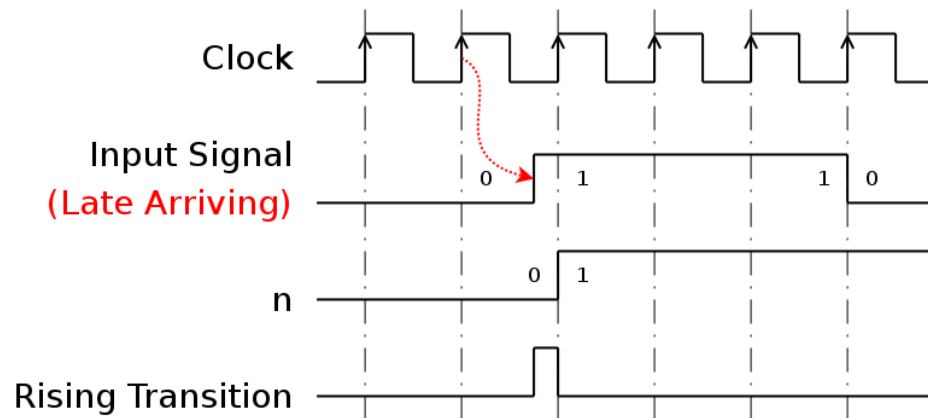 Clock
Input Signal
(Late Arriving)
0 1 1 0
n
0 1
Rising Transition